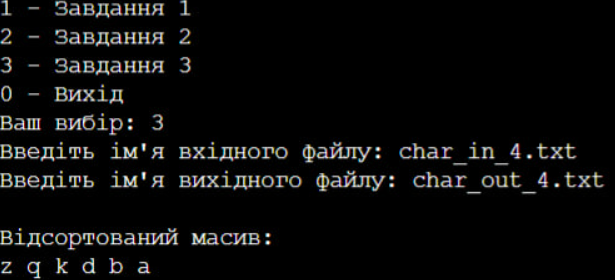 1 - Завдання 1
2 - Завдання 2
3 - Завдання 3
0 - Вихід
Ваш вибір: 3
Введіть ім'я вхідного файлу: char_in_4.txt
Введіть ім'я вихідного файлу: char_out_4.txt
Відсортований масив:
z q k d b a